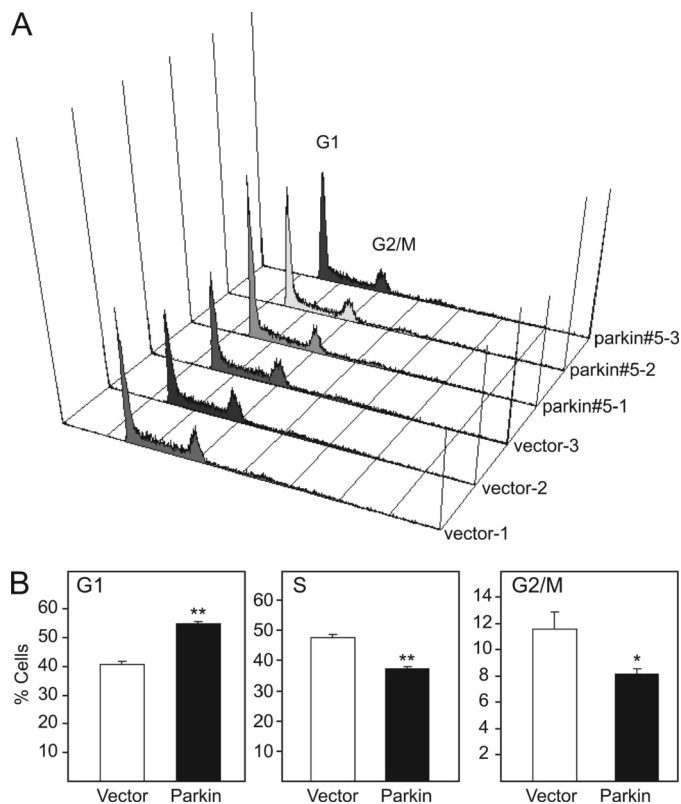 A
G1
G2/M
parkin#5-3
parkin#5-2
parkin#5-1
vector-3
vector-2
vector-1
B
G1
S
G2/M
% Cells
60
50
40
30
20
10
**
Vector Parkin
60
50
40
30
20
10
**
Vector Parkin
14
12
10
8
6
4
2
*
Vector Parkin